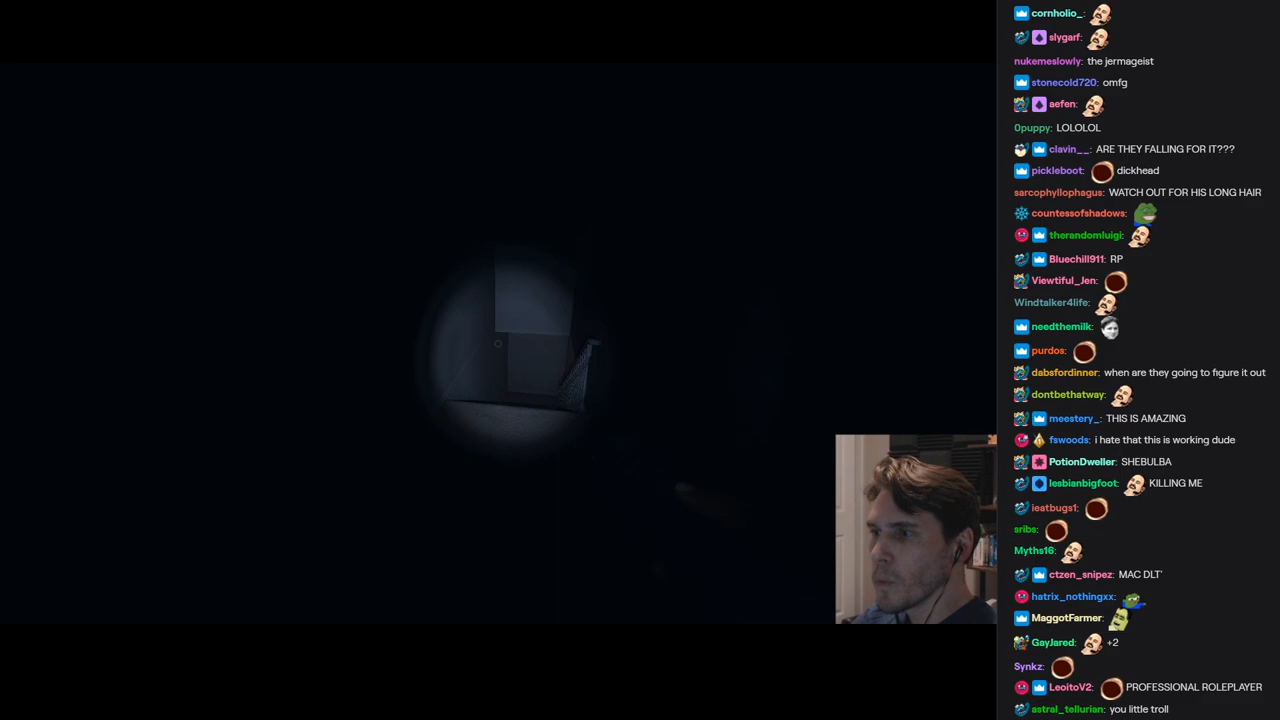 cornholio_:
slygarf:
nukemeslowly: the jermageist
stonecold720: omfg
aefen:
0puppy: LOLOLOL
clavin__: ARE THEY FALLING FOR IT???
pickleboot: dickhead
sarcophyllophagus: WATCH OUT FOR HIS LONG HAIR
countessofshadows:
therandomluigi:
Bluechill911: RP
Viewtiful_Jen:
Windtalker4life:
needthemilk:
purdos:
dabsfordinner: when are they going to figure it out
dontbethatway:
meestery_: THIS IS AMAZING
fswoods: i hate that this is working dude
PotionDweller: SHEBULBA
lesbianbigfoot: KILLING ME
ieatbugs1:
sribs:
Myths16:
ctzen_snipez: MAC DLT'
hatrix_nothingxx:
MaggotFarmer:
GayJared: +2
Synkz:
LeoitoV2: PROFESSIONAL ROLEPLAYER
astral_tellurian: you little troll